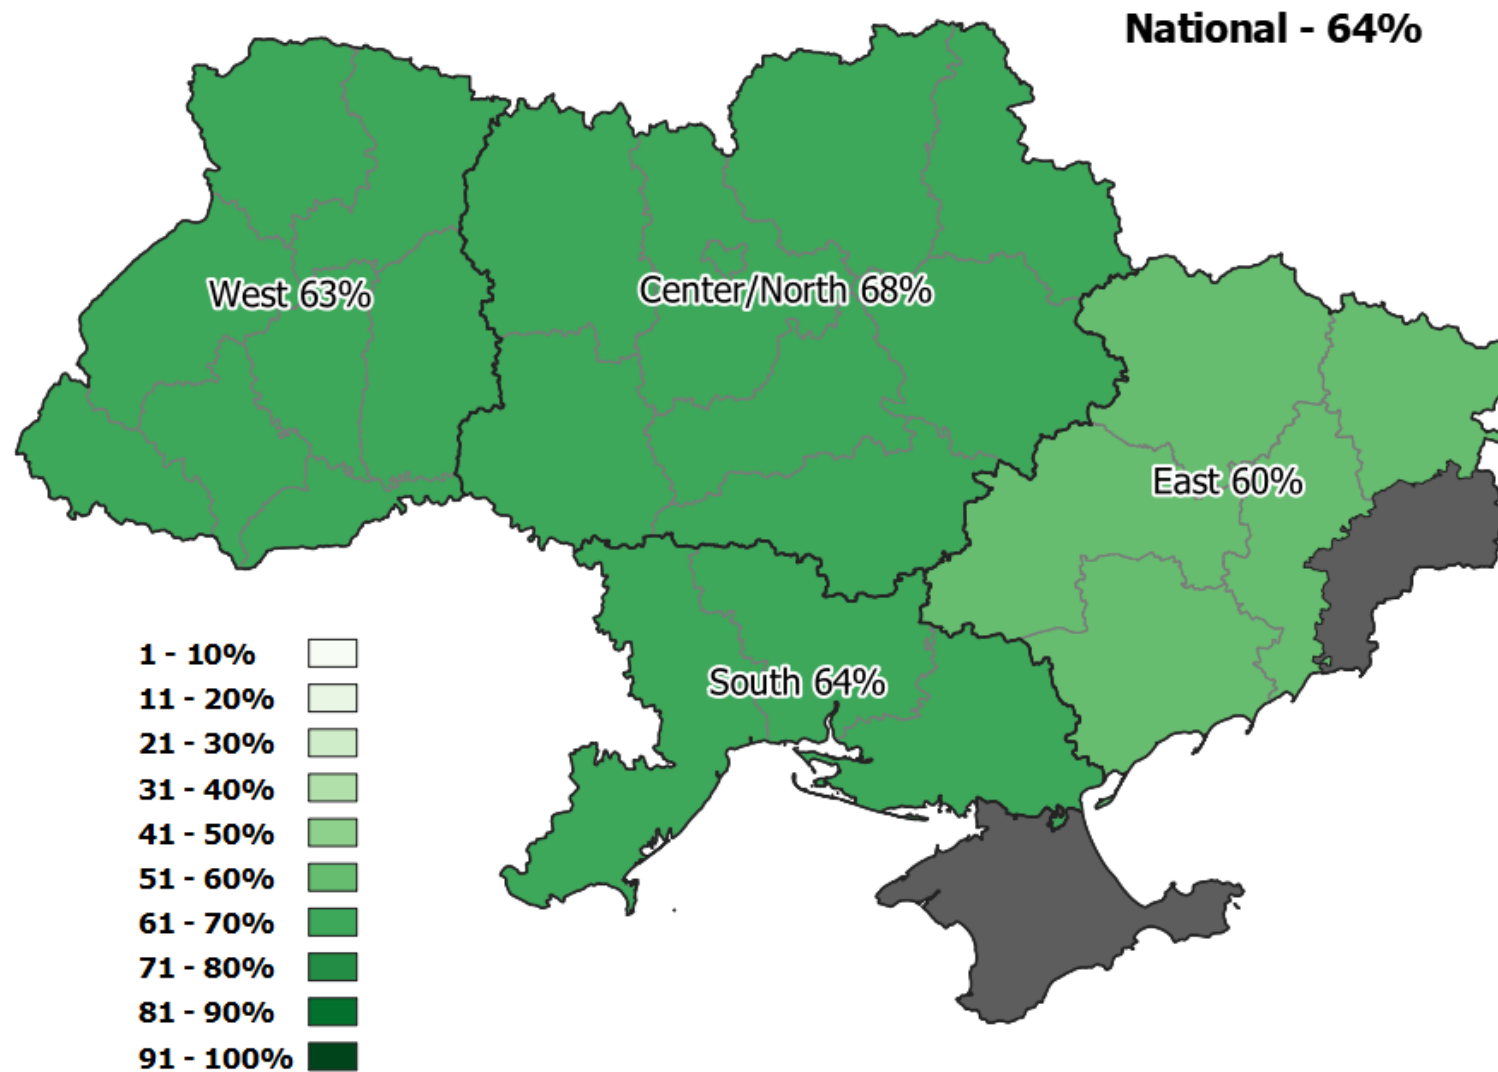 National - 64%
West 63%
Center/North 68%
East 60%
South 64%
1 - 10%
11 - 20%
21 - 30%
31 - 40%
41 - 50%
51 - 60%
61 - 70%
71 - 80%
81 - 90%
91 - 100%